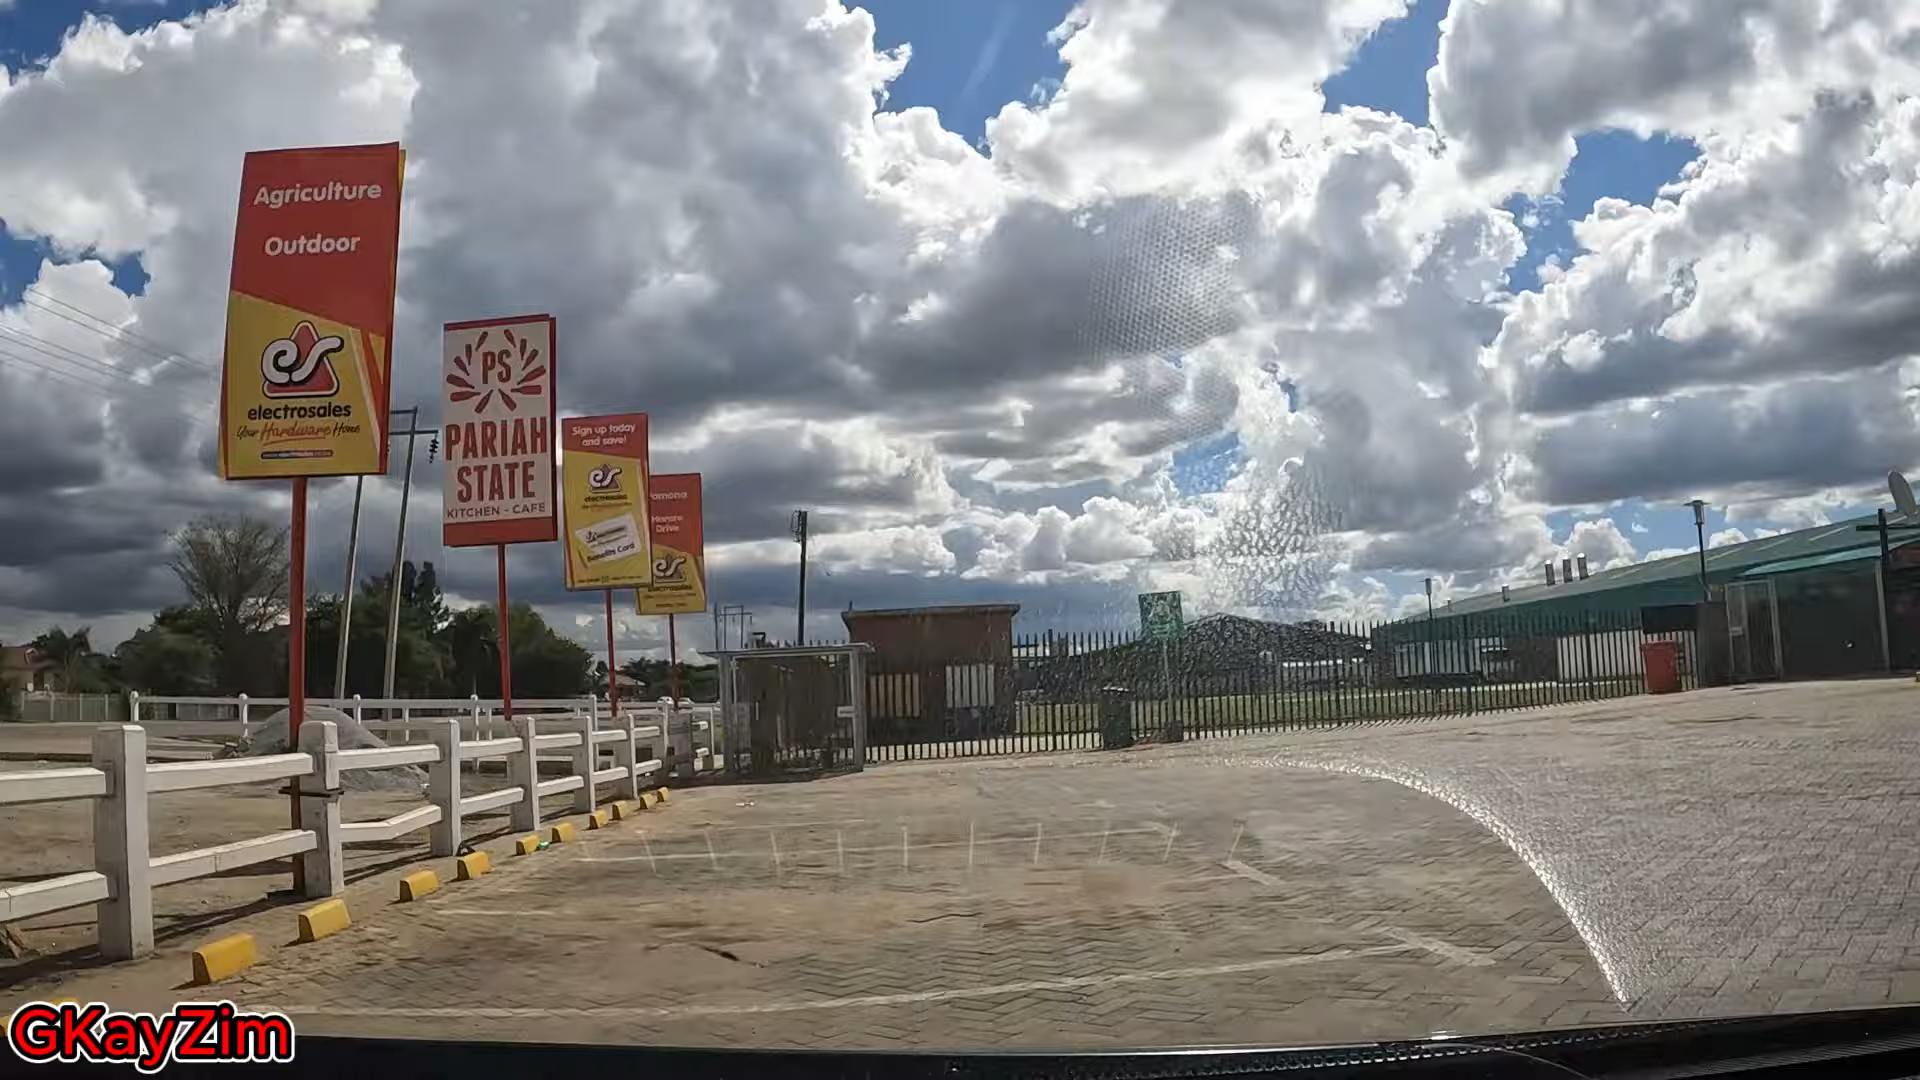 Agriculture
Outdoor
es
electrosales
Your Hardware Home
PS
PARIAH
STATE
KITCHEN - CAFE
Sign up today
and save!
es
electrosales
Benefits Card
Harare
Drive
es
electrosales
GKayZim